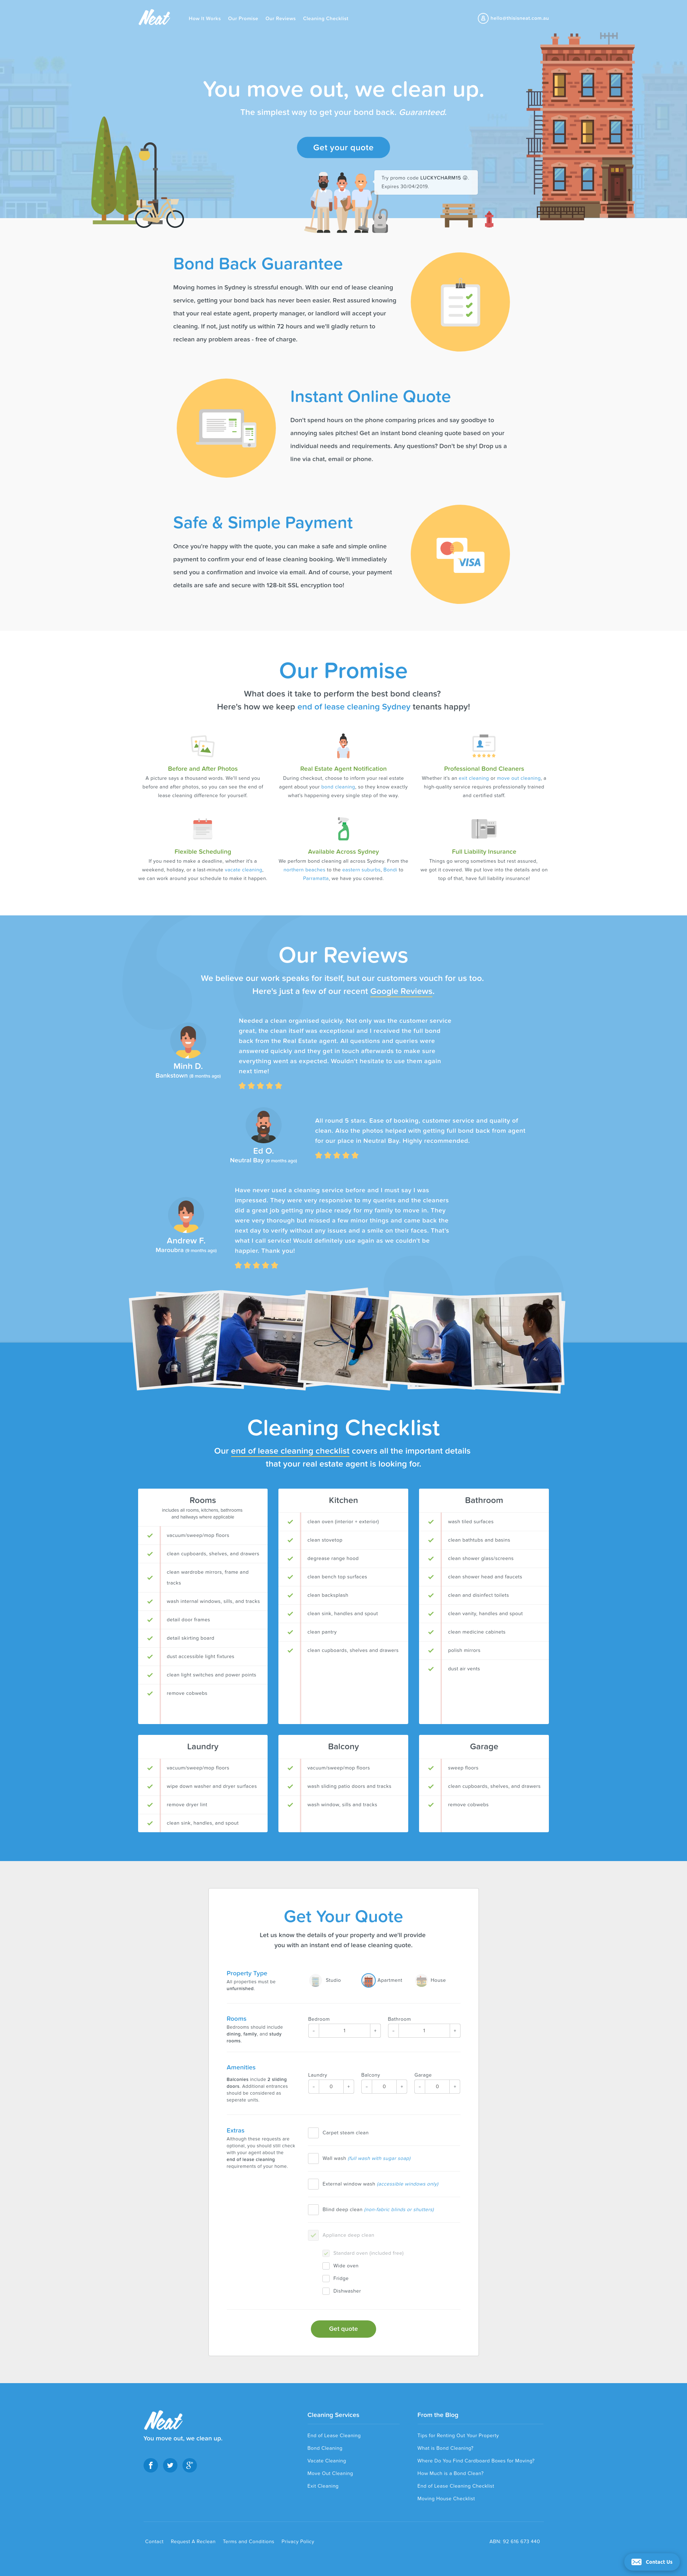 Neat
How It Works
Our Promise
Our Reviews
Cleaning Checklist
hello@thisisneat.com.au
You move out, we clean up.
The simplest way to get your bond back. Guaranteed.
Get your quote
Try promo code LUCKYCHARM15
Expires 30/04/2019.
Bond Back Guarantee
Moving homes in Sydney is stressful enough. With our end of lease cleaning
service, getting your bond back has never been easier. Rest assured knowing
that your real estate agent, property manager, or landlord will accept your
cleaning. If not, just notify us within 72 hours and we'll gladly return to
reclean any problem areas - free of charge.
Instant Online Quote
Don't spend hours on the phone comparing prices and say goodbye to
annoying sales pitches! Get an instant bond cleaning quote based on your
individual needs and requirements. Any questions? Don't be shy! Drop us a
line via chat, email or phone.
Safe & Simple Payment
Once you're happy with the quote, you can make a safe and simple online
payment to confirm your end of lease cleaning booking. We'll immediately
send you a confirmation and invoice via email. And of course, your payment
details are safe and secure with 128-bit SSL encryption too!
VISA
Our Promise
What does it take to perform the best bond cleans?
Here's how we keep end of lease cleaning Sydney tenants happy!
Before and After Photos
A picture says a thousand words. We'll send you
before and after photos, so you can see the end of
lease cleaning difference for yourself.
Real Estate Agent Notification
During checkout, choose to inform your real estate
agent about your bond cleaning, so they know exactly
what's happening every single step of the way.
Professional Bond Cleaners
Whether it's an exit cleaning or move out cleaning, a
high-quality service requires professionally trained
and certified staff.
Flexible Scheduling
If you need to make a deadline, whether it's a
weekend, holiday, or a last-minute vacate cleaning,
we can work around your schedule to make it happen.
Available Across Sydney
We perform bond cleaning all across Sydney. From the
northern beaches to the eastern suburbs, Bondi to
Parramatta, we have you covered.
Full Liability Insurance
Things go wrong sometimes but rest assured,
we got it covered. We put love into the details and on
top of that, have full liability insurance!
Our Reviews
We believe our work speaks for itself, but our customers vouch for us too.
Here's just a few of our recent Google Reviews.
Minh D.
Bankstown (8 months ago)
Needed a clean organised quickly. Not only was the customer service
great, the clean itself was exceptional and I received the full bond
back from the Real Estate agent. All questions and queries were
answered quickly and they get in touch afterwards to make sure
everything went as expected. Wouldn't hesitate to use them again
next time!
Ed O.
Neutral Bay (9 months ago)
All round 5 stars. Ease of booking, customer service and quality of
clean. Also the photos helped with getting full bond back from agent
for our place in Neutral Bay. Highly recommended.
Andrew F.
Maroubra (9 months ago)
Have never used a cleaning service before and I must say I was
impressed. They were very responsive to my queries and the cleaners
did a great job getting my place ready for my family to move in. They
were very thorough but missed a few minor things and came back the
next day to verify without any issues and a smile on their faces. That's
what I call service! Would definitely use again as we couldn't be
happier. Thank you!
Cleaning Checklist
Our end of lease cleaning checklist covers all the important details
that your real estate agent is looking for.
Rooms
includes all rooms, kitchens, bathrooms
and hallways where applicable
vacuum/sweep/mop floors
clean cupboards, shelves, and drawers
clean wardrobe mirrors, frame and
tracks
wash internal windows, sills, and tracks
detail door frames
detail skirting board
dust accessible light fixtures
clean light switches and power points
remove cobwebs
Kitchen
clean oven (interior + exterior)
clean stovetop
degrease range hood
clean bench top surfaces
clean backsplash
clean sink, handles and spout
clean pantry
clean cupboards, shelves and drawers
Bathroom
wash tiled surfaces
clean bathtubs and basins
clean shower glass/screens
clean shower head and faucets
clean and disinfect toilets
clean vanity, handles and spout
clean medicine cabinets
polish mirrors
dust air vents
Laundry
vacuum/sweep/mop floors
wipe down washer and dryer surfaces
remove dryer lint
clean sink, handles, and spout
Balcony
vacuum/sweep/mop floors
wash sliding patio doors and tracks
wash window, sills and tracks
Garage
sweep floors
clean cupboards, shelves, and drawers
remove cobwebs
Get Your Quote
Let us know the details of your property and we'll provide
you with an instant end of lease cleaning quote.
Property Type
All properties must be
unfurnished.
Studio
Apartment
House
Rooms
Bedrooms should include
dining, family, and study
rooms.
Bedroom
- 1 +
Bathroom
- 1 +
Amenities
Balconies include 2 sliding
doors. Additional entrances
should be considered as
seperate units.
Laundry
- 0 +
Balcony
- 0 +
Garage
- 0 +
Extras
Although these requests are
optional, you should still check
with your agent about the
end of lease cleaning
requirements of your home.
Carpet steam clean
Wall wash (full wash with sugar soap)
External window wash (accessible windows only)
Blind deep clean (non-fabric blinds or shutters)
Appliance deep clean
Standard oven (included free)
Wide oven
Fridge
Dishwasher
Get quote
Neat
You move out, we clean up.
Cleaning Services
End of Lease Cleaning
Bond Cleaning
Vacate Cleaning
Move Out Cleaning
Exit Cleaning
From the Blog
Tips for Renting Out Your Property
What is Bond Cleaning?
Where Do You Find Cardboard Boxes for Moving?
How Much is a Bond Clean?
End of Lease Cleaning Checklist
Moving House Checklist
Contact
Request A Reclean
Terms and Conditions
Privacy Policy
ABN: 92 616 673 440
Contact Us